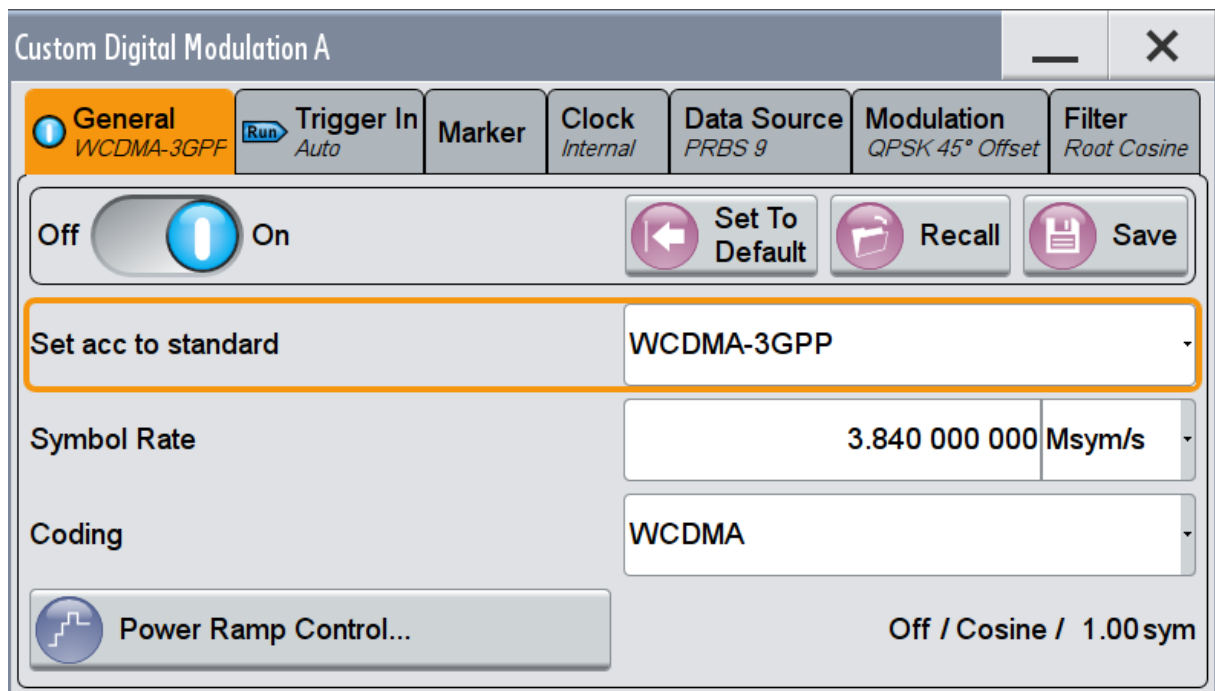 Custom Digital Modulation A
General
WCDMA-3GPP
Run
Trigger In
Auto
Marker
Clock
Internal
Data Source
PRBS 9
Modulation
QPSK 45° Offset
Filter
Root Cosine
Off
On
Set To
Default
Recall
Save
Set acc to standard
WCDMA-3GPP
Symbol Rate
3.840 000 000 Msym/s
Coding
WCDMA
Power Ramp Control...
Off / Cosine / 1.00 sym